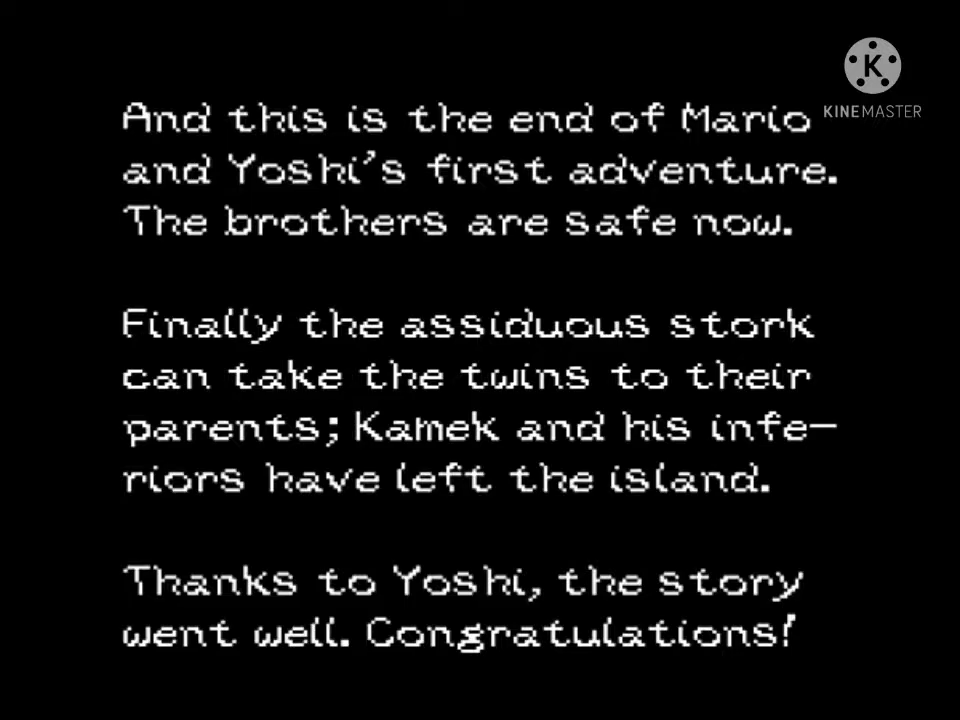 K
KINEMASTER
And this is the end of Mario
and Yoshi's first adventure.
The brothers are safe now.
Finally the assiduous stork
can take the twins to their
parents; Kamek and his infe-
riors have left the island.
Thanks to Yoshi, the story
went well. Congratulations!